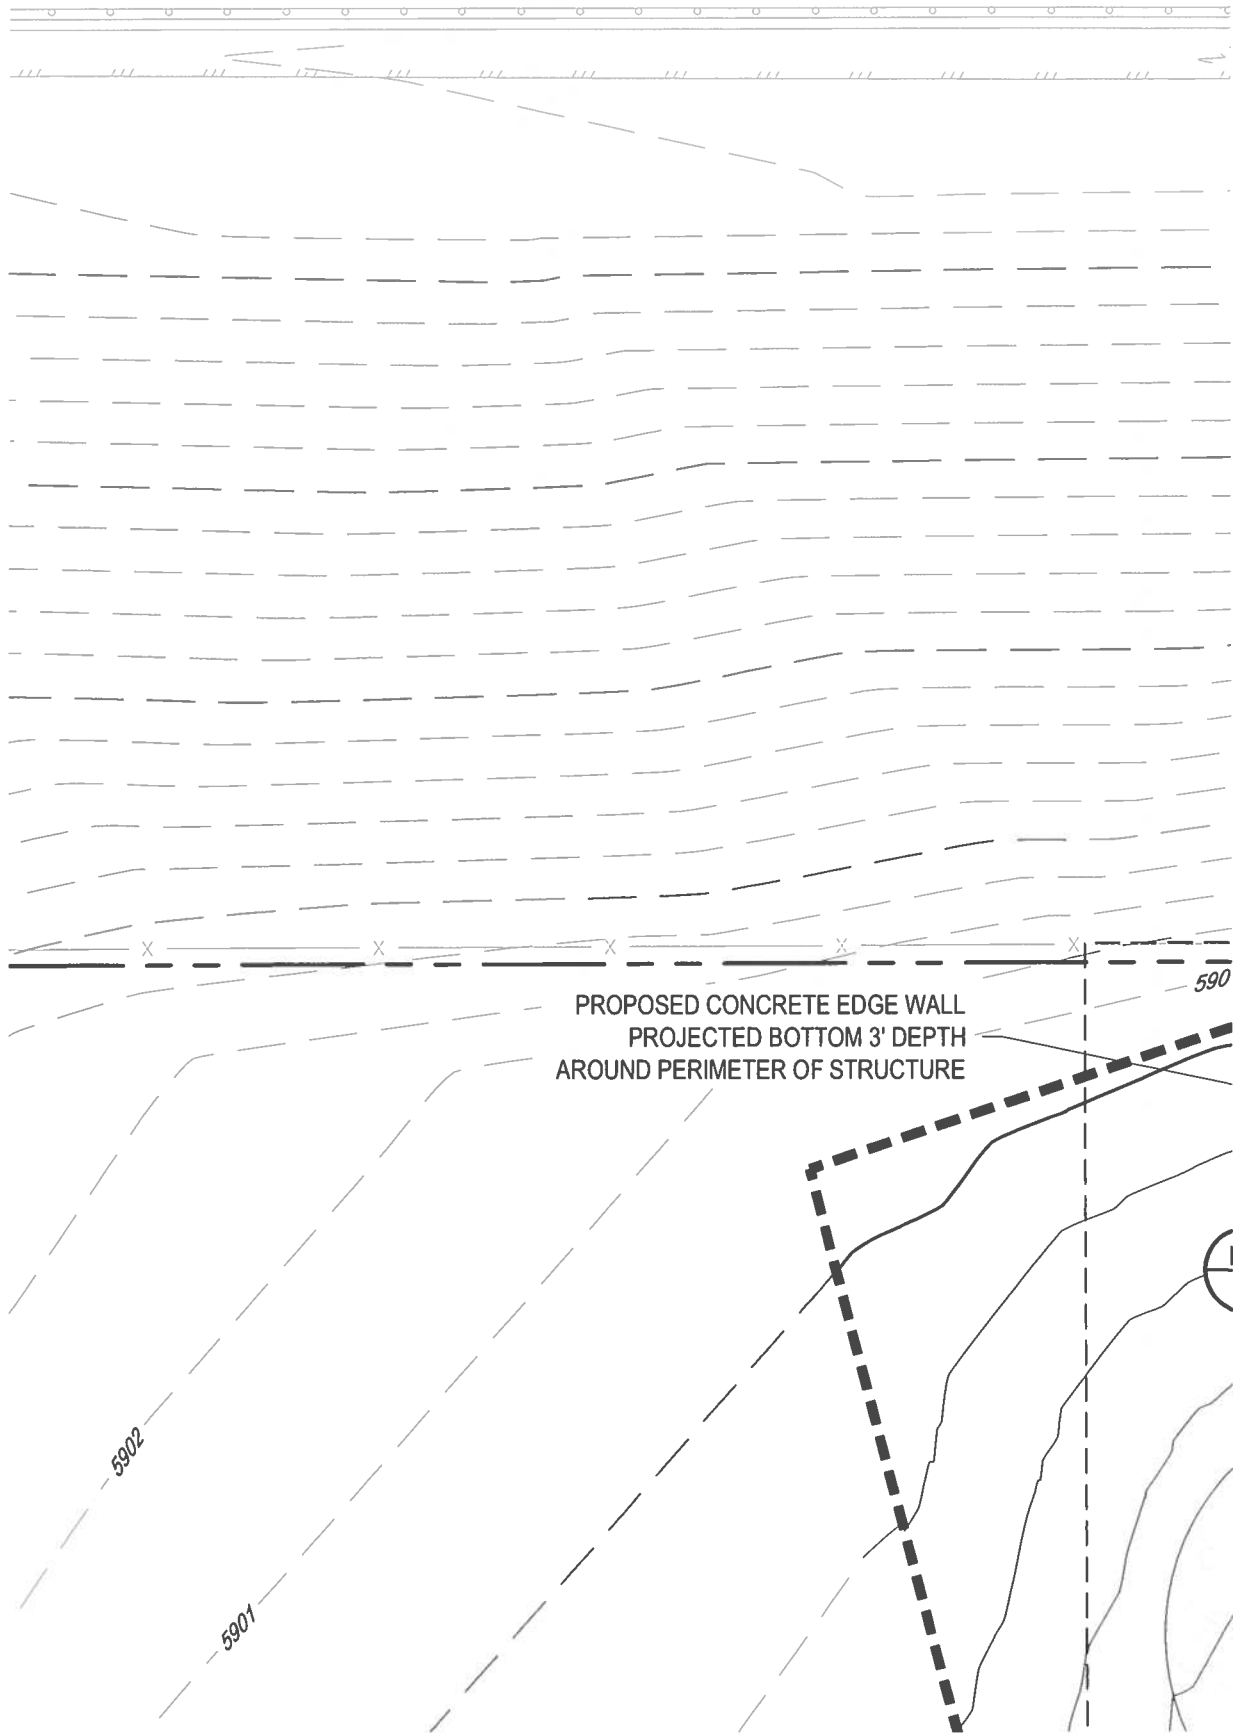 590
PROPOSED CONCRETE EDGE WALL
PROJECTED BOTTOM 3' DEPTH
AROUND PERIMETER OF STRUCTURE
5902
5901